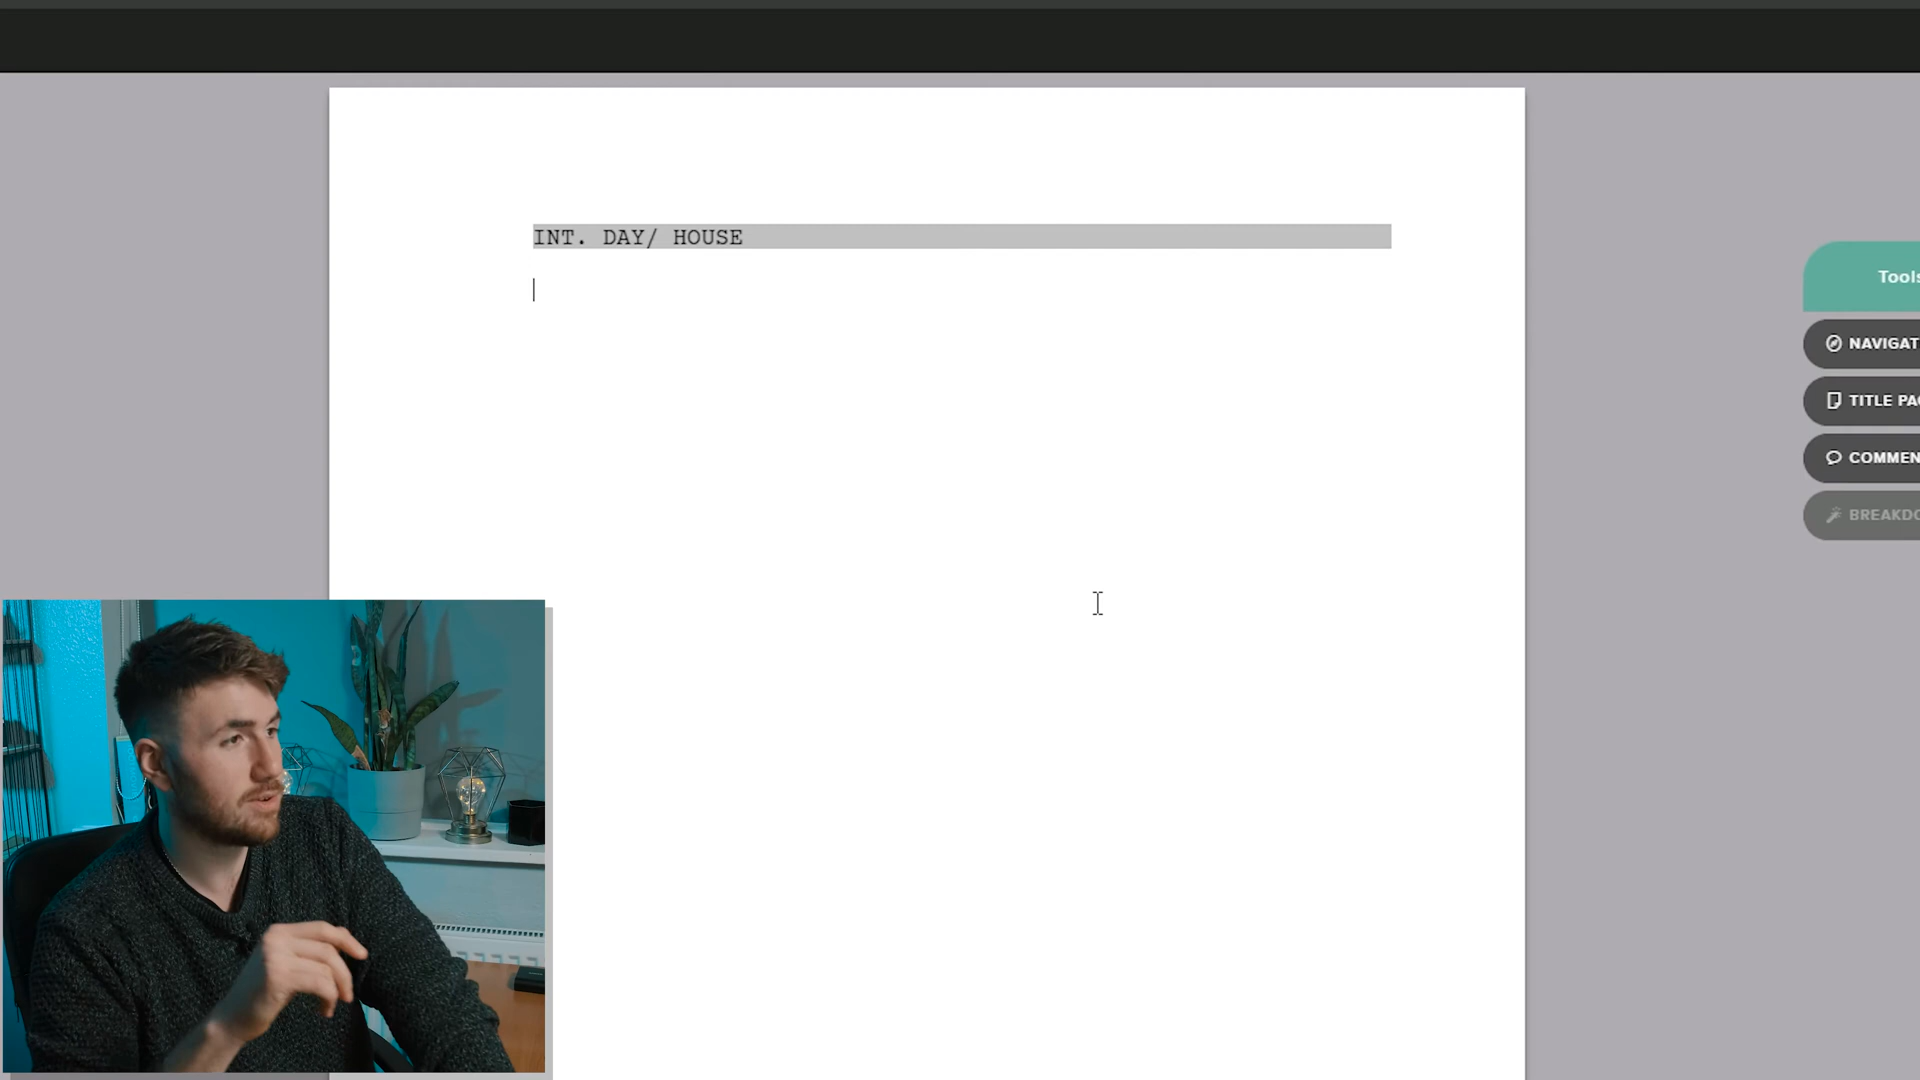 INT. DAY/ HOUSE
Tools
NAVIGAT
TITLE PA
COMMEN
BREAKDO